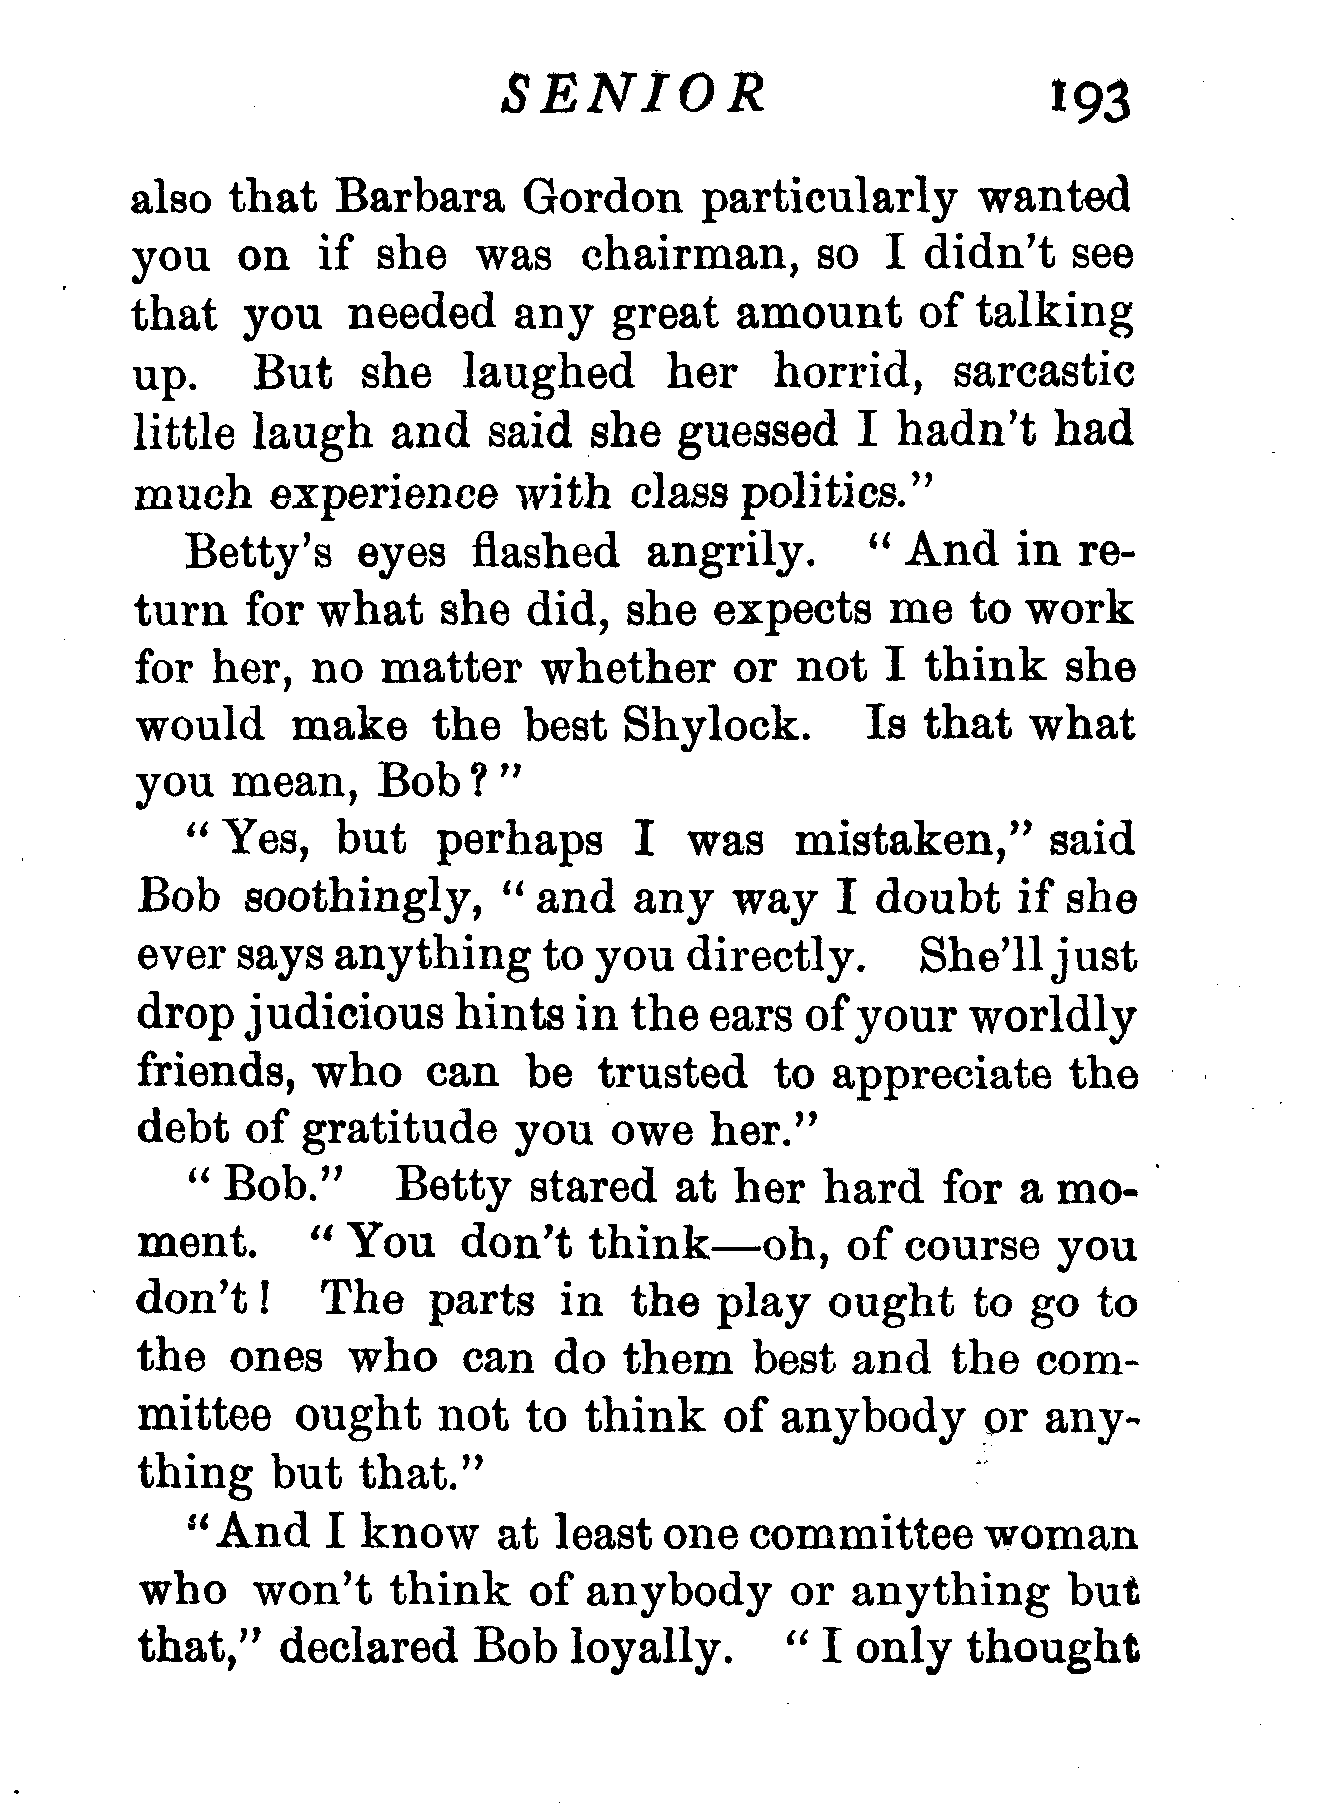 SENIOR 193
also that Barbara Gordon particularly wanted
you on if she was chairman, so I didn't see
that you needed any great amount of talking
up. But she laughed her horrid, sarcastic
little laugh and said she guessed I hadn't had
much experience with class politics."
Betty's eyes flashed angrily. "And in re-
turn for what she did, she expects me to work
for her, no matter whether or not I think she
would make the best Shylock. Is that what
you mean, Bob?"
"Yes, but perhaps I was mistaken," said
Bob soothingly, "and any way I doubt if she
ever says anything to you directly. She'll just
drop judicious hints in the ears of your worldly
friends, who can be trusted to appreciate the
debt of gratitude you owe her."
"Bob." Betty stared at her hard for a mo-
ment. "You don't think—oh, of course you
don't! The parts in the play ought to go to
the ones who can do them best and the com-
mittee ought not to think of anybody or any-
thing but that."
"And I know at least one committee woman
who won't think of anybody or anything but
that," declared Bob loyally. "I only thought